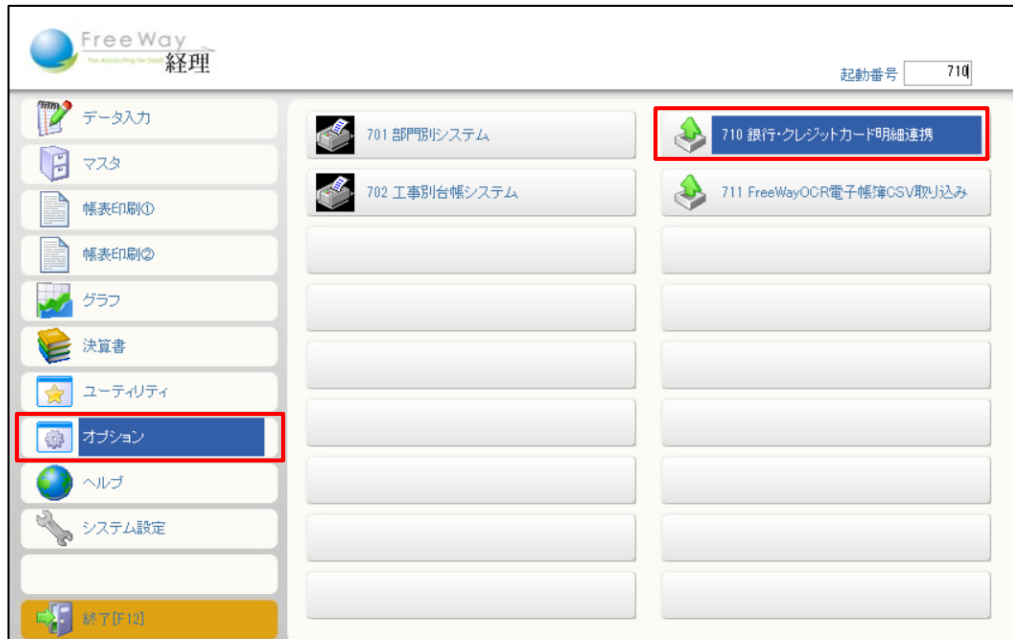 FreeWay
Tax Accounting for SaaS
経理
起動番号 710
データ入力
マスタ
帳表印刷①
帳表印刷②
グラフ
決算書
ユーティリティ
オプション
ヘルプ
システム設定
終了[F12]
701 部門別システム
702 工事別台帳システム
710 銀行・クレジットカード明細連携
711 FreeWayOCR電子帳簿CSV取り込み